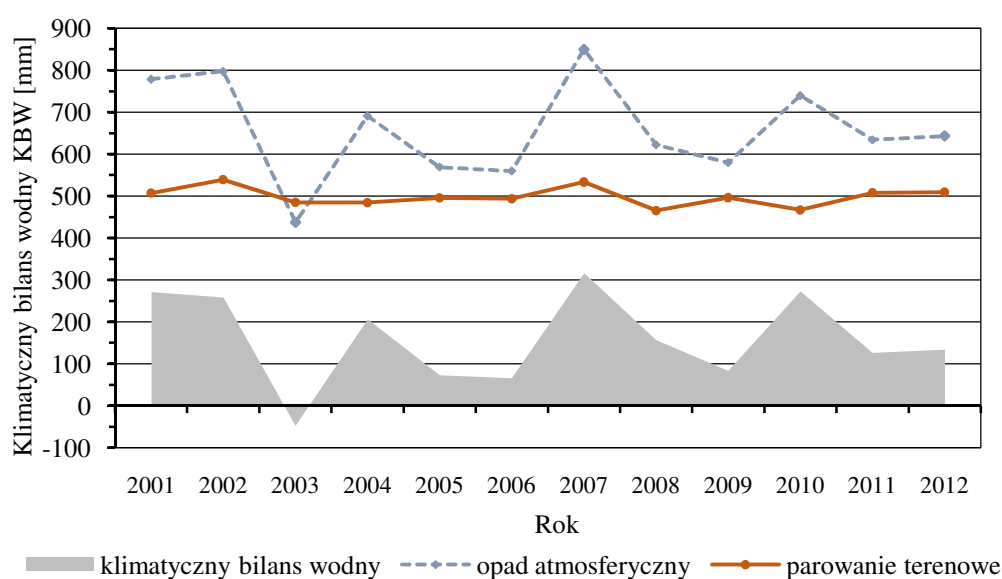 Klimatyczny bilans wodny KBW [mm]
900
800
700
600
500
400
300
200
100
0
-100
2001 2002 2003 2004 2005 2006 2007 2008 2009 2010 2011 2012
Rok
klimatyczny bilans wodny opad atmosferyczny parowanie terenowe